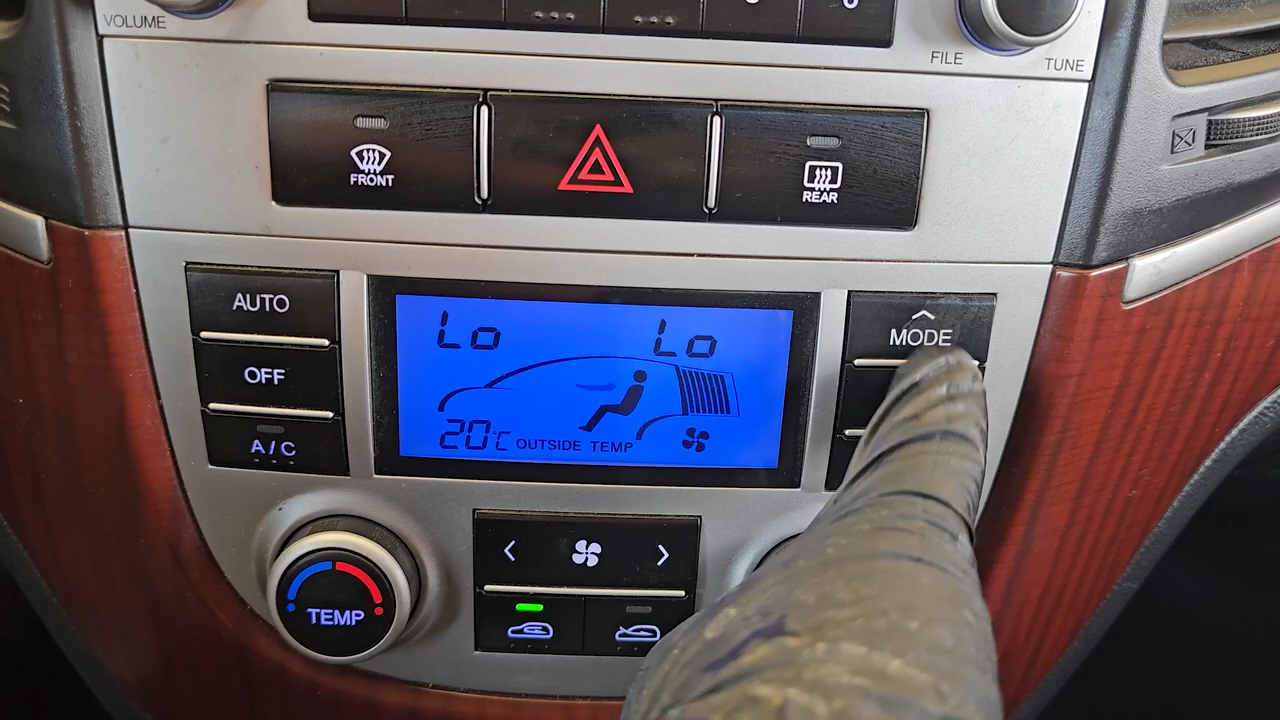 VOLUME
FILE
TUNE
FRONT
REAR
AUTO
OFF
A/C
Lo
Lo
20°C OUTSIDE TEMP
MODE
TEMP